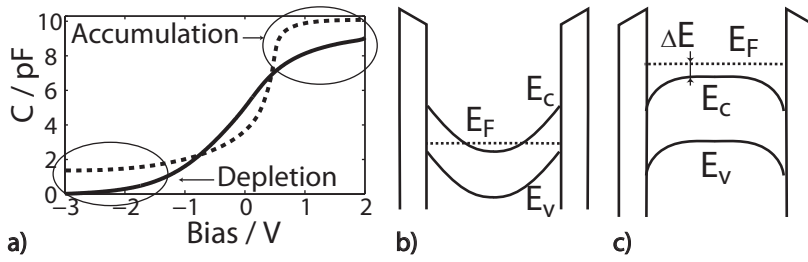 C / pF
10
8
6
4
2
0
Accumulation
Depletion
−3
−2
−1
0
1
2
Bias / V
a)
E_F
E_c
E_v
b)
ΔE
E_F
E_c
E_v
c)